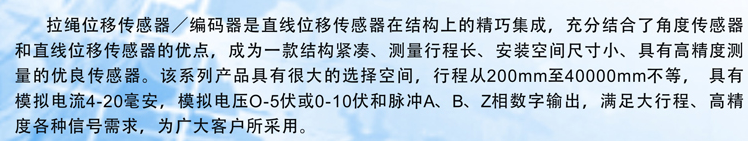 拉绳位移传感器／编码器是直线位移传感器在结构上的精巧集成，充分结合了角度传感器
和直线位移传感器的优点，成为一款结构紧凑、测量行程长、安装空间尺寸小、具有高精度测
量的优良传感器。该系列产品具有很大的选择空间，行程从200mm至40000mm不等， 具有
模拟电流4-20毫安，模拟电压O-5伏或0-10伏和脉冲A、B、Z相数字输出，满足大行程、高精
度各种信号需求，为广大客户所采用。